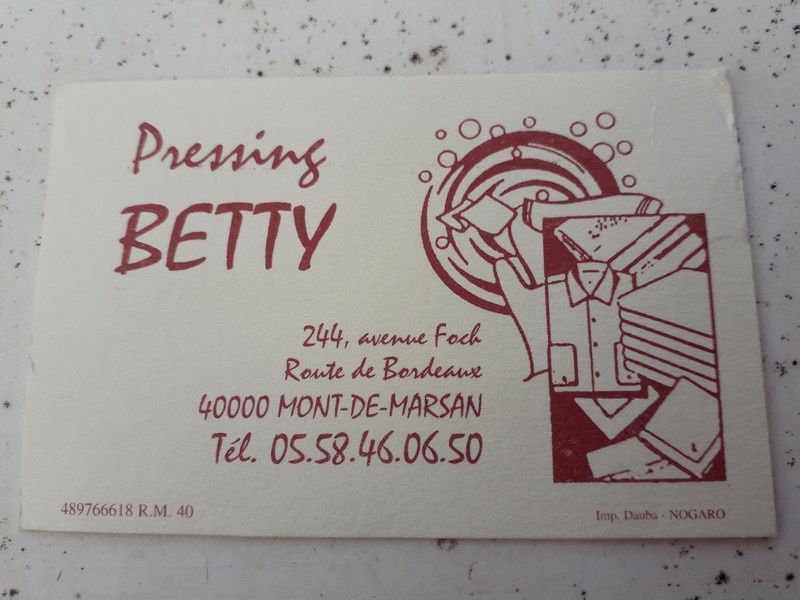 Pressing
BETTY
244, avenue Foch
Route de Bordeaux
40000 MONT-DE-MARSAN
Tél. 05.58.46.06.50
489766618 R.M. 40
Imp. Dauba - NOGARO